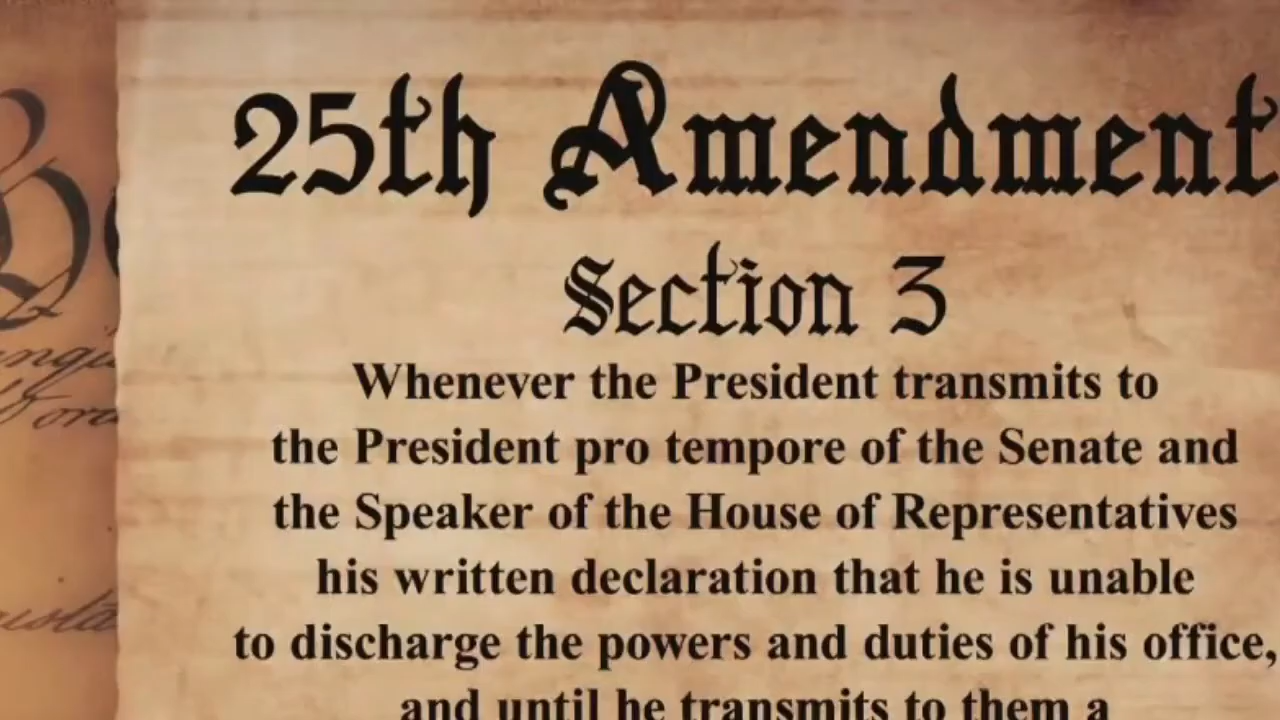 25th Amendment
Section 3
Whenever the President transmits to
the President pro tempore of the Senate and
the Speaker of the House of Representatives
his written declaration that he is unable
to discharge the powers and duties of his office,
and until he transmits to them a